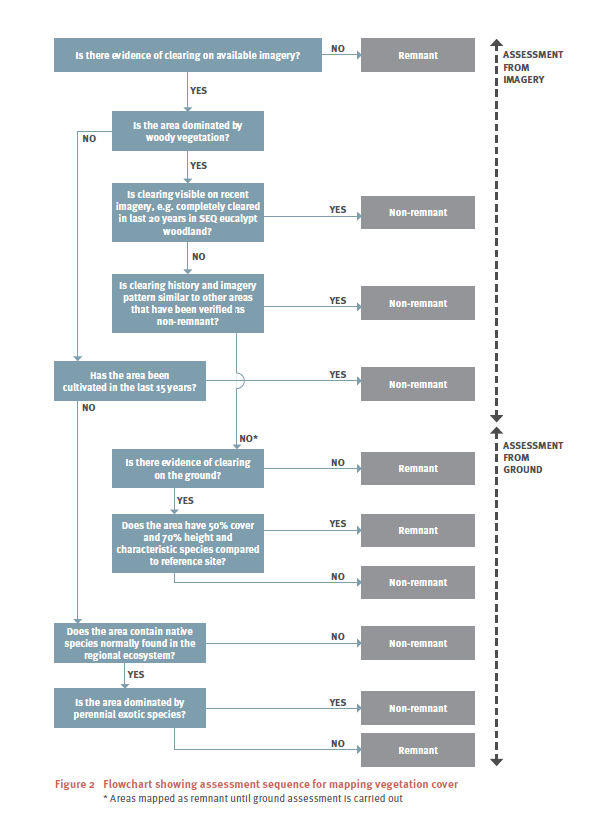 Is there evidence of clearing on available imagery?
NO
Remnant
ASSESSMENT
FROM
IMAGERY
YES
Is the area dominated by
woody vegetation?
NO
YES
Is clearing visible on recent
imagery, e.g. completely cleared
in last 20 years in SEQ eucalypt
woodland?
YES
Non-remnant
NO
Is clearing history and imagery
pattern similar to other areas
that have been verified as
non-remnant?
YES
Non-remnant
Has the area been
cultivated in the last 15 years?
YES
Non-remnant
NO
NO*
ASSESSMENT
FROM
GROUND
Is there evidence of clearing
on the ground?
NO
Remnant
YES
Does the area have 50% cover
and 70% height and
characteristic species compared
to reference site?
YES
Remnant
NO
Non-remnant
Does the area contain native
species normally found in the
regional ecosystem?
NO
Non-remnant
YES
Is the area dominated by
perennial exotic species?
YES
Non-remnant
NO
Remnant
Figure 2 Flowchart showing assessment sequence for mapping vegetation cover
* Areas mapped as remnant until ground assessment is carried out